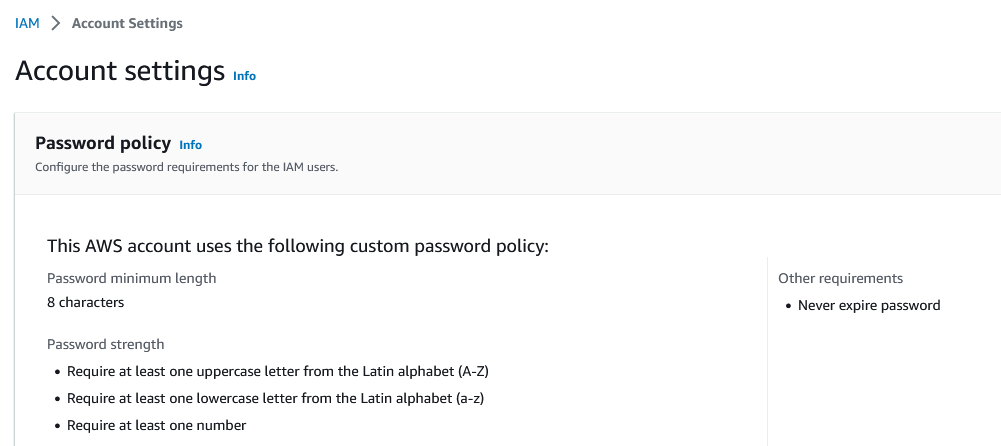 IAM > Account Settings
Account settings Info
Password policy Info
Configure the password requirements for the IAM users.
This AWS account uses the following custom password policy:
Password minimum length
8 characters
Password strength
• Require at least one uppercase letter from the Latin alphabet (A-Z)
• Require at least one lowercase letter from the Latin alphabet (a-z)
• Require at least one number
Other requirements
• Never expire password